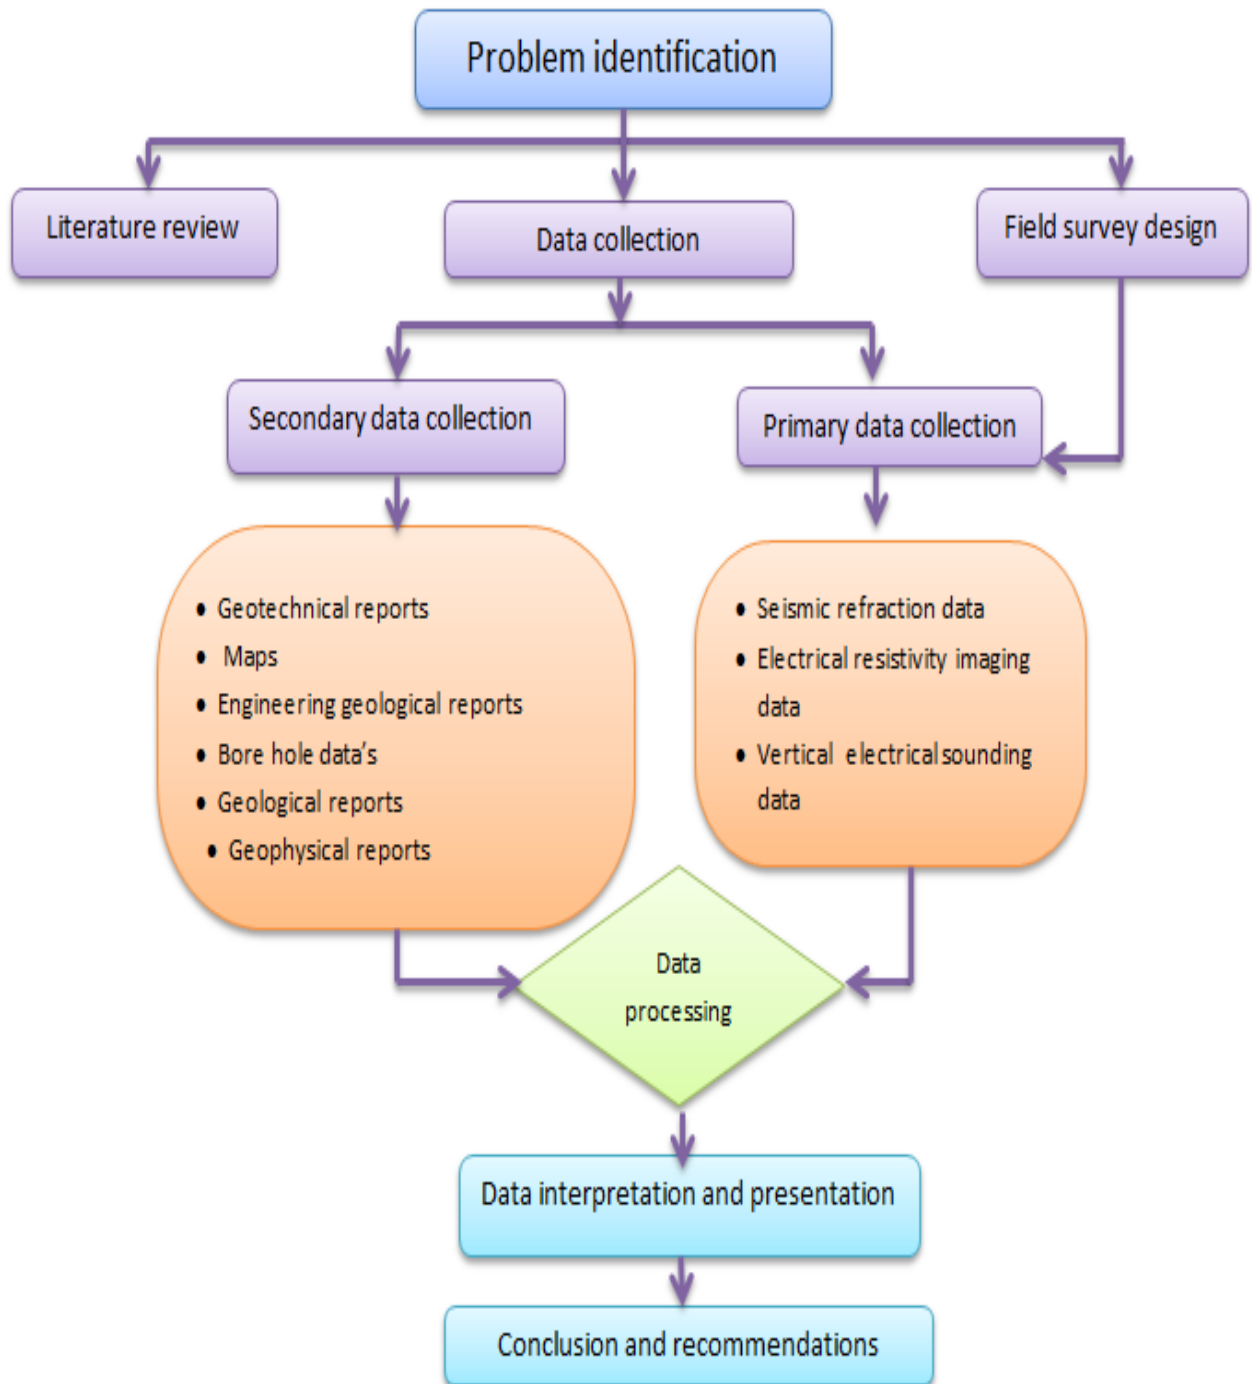 Problem identification
Literature review
Data collection
Field survey design
Secondary data collection
Primary data collection
• Geotechnical reports
• Maps
• Engineering geological reports
• Bore hole data’s
• Geological reports
• Geophysical reports
• Seismic refraction data
• Electrical resistivity imaging
data
• Vertical electrical sounding
data
Data
processing
Data interpretation and presentation
Conclusion and recommendations